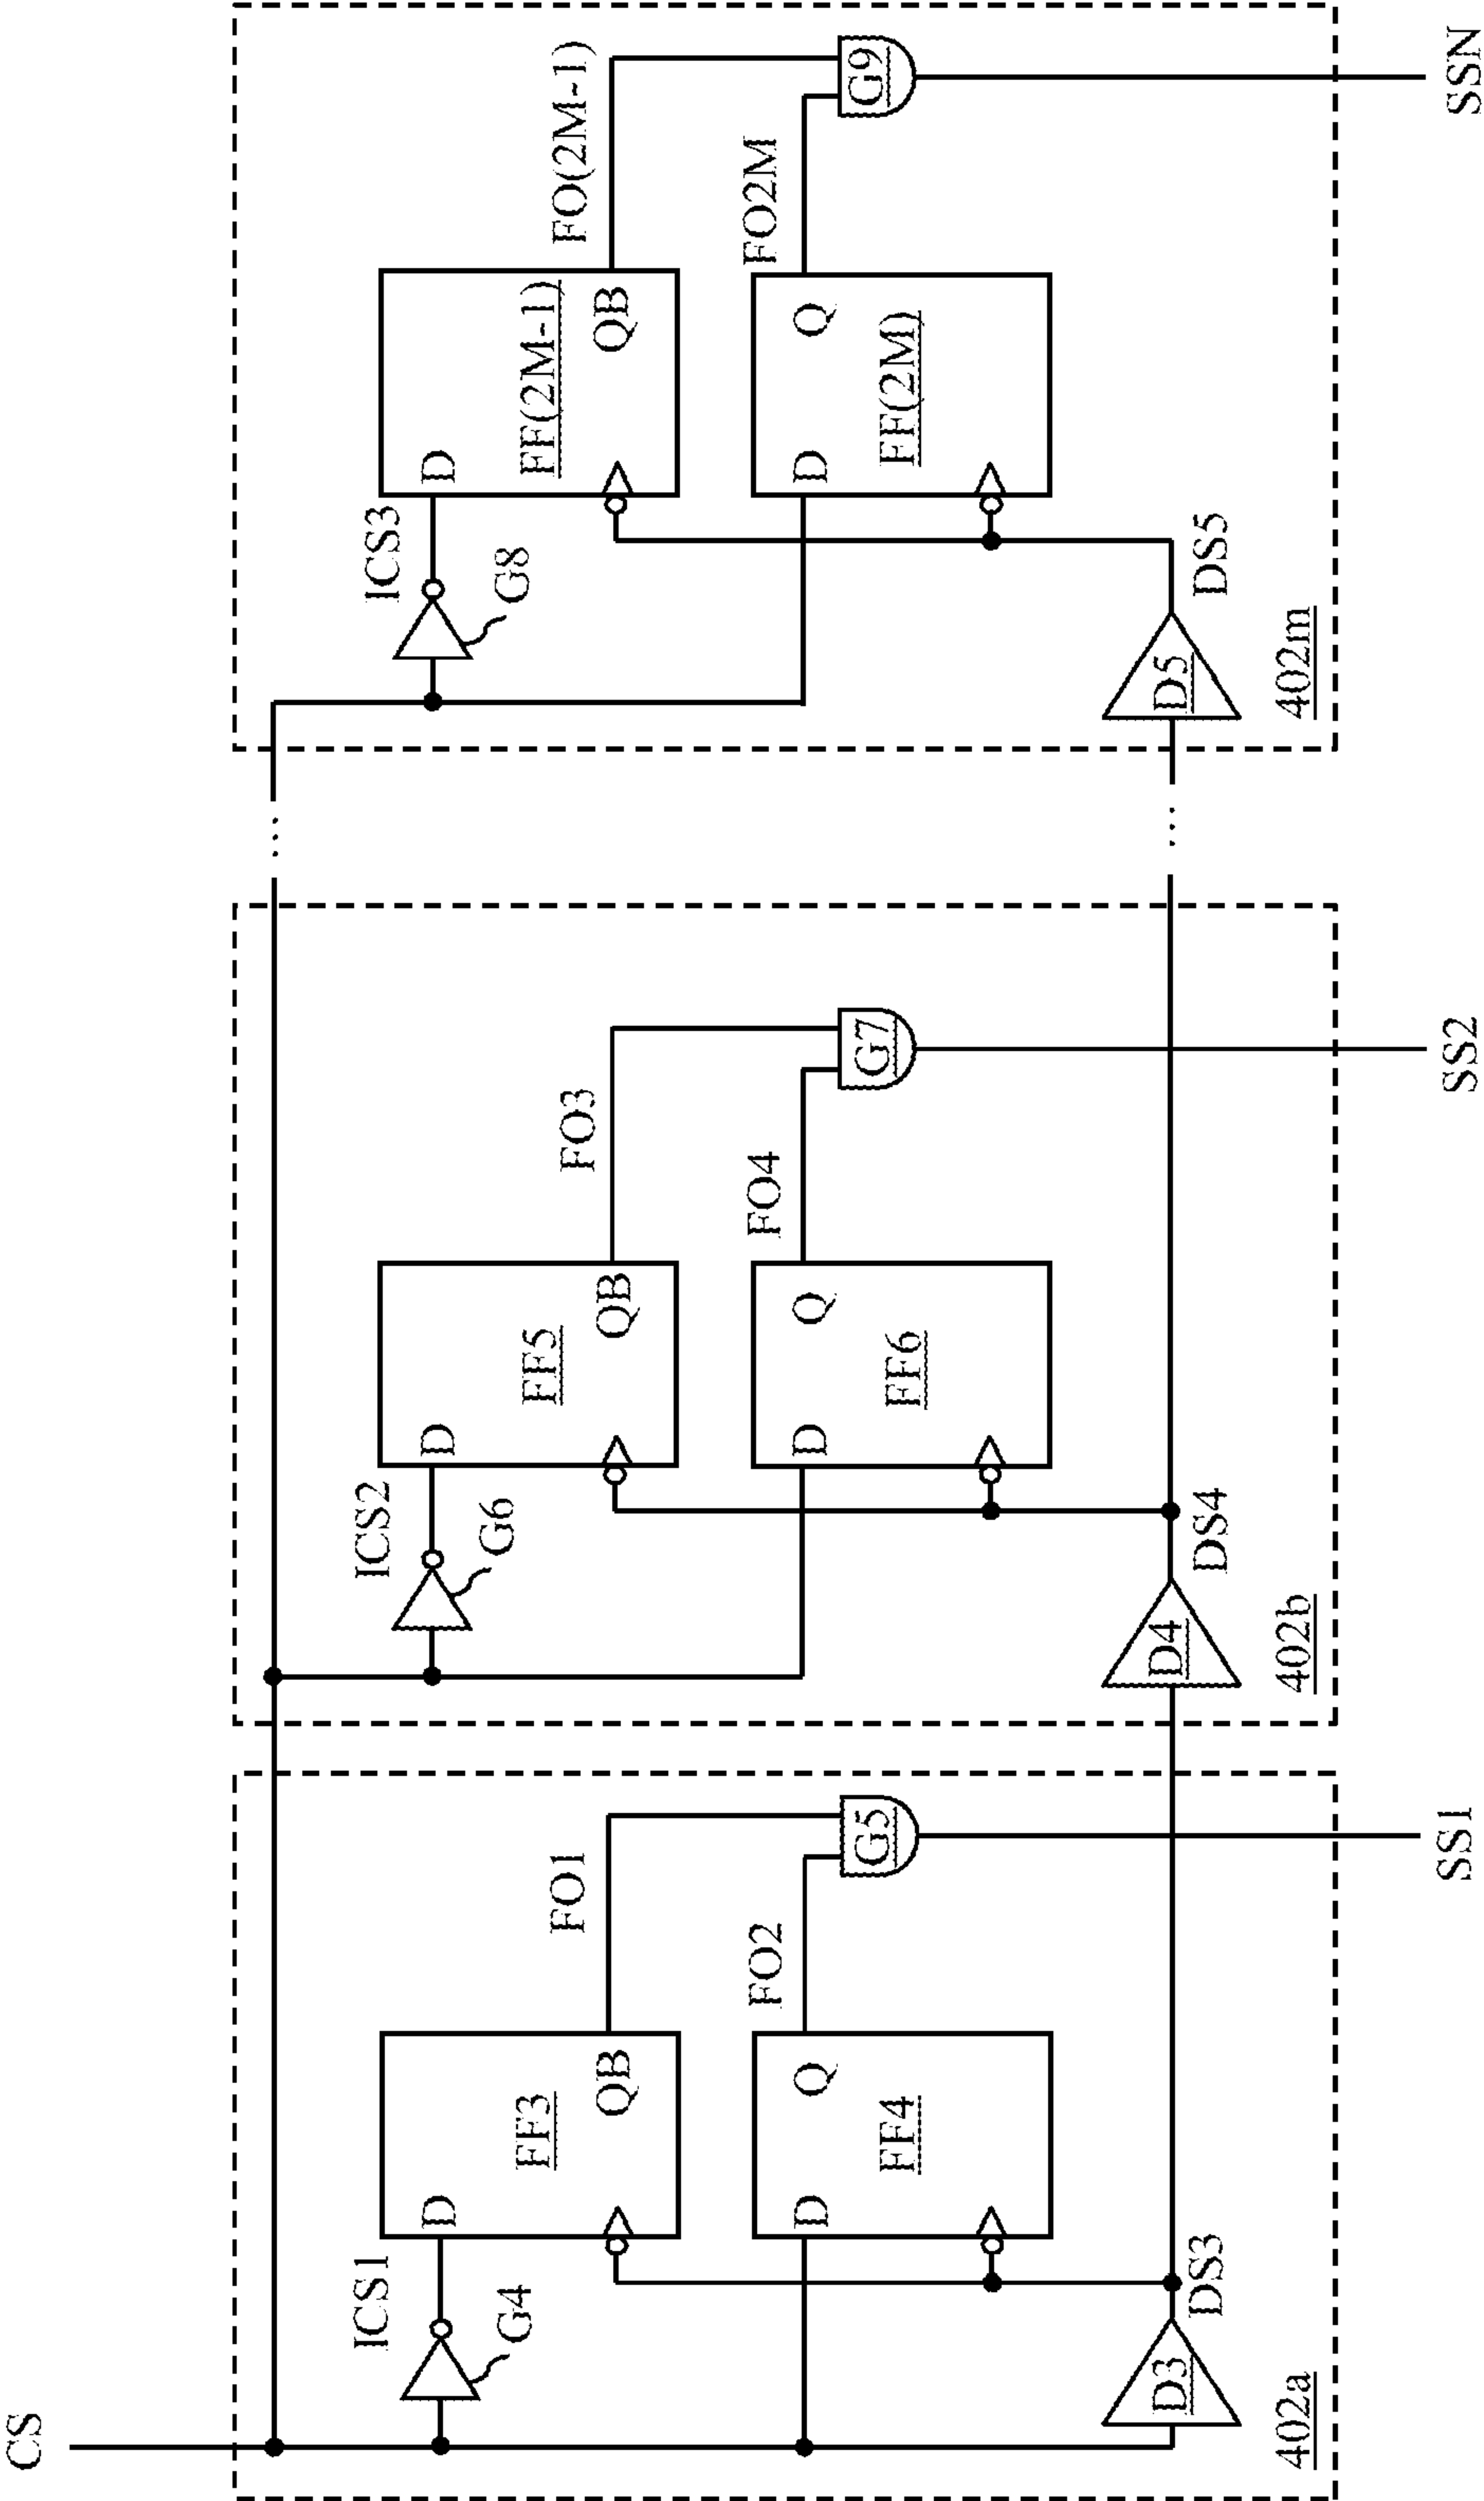 CS
402a
ICS1
G4
D
FF3
QB
FO1
D
FF4
Q
FO2
G5
D3
DS3
SS1
402b
ICS2
G6
D
FF5
QB
FO3
D
FF6
Q
FO4
G7
D4
DS4
SS2
...
...
402m
ICS3
G8
D
FF(2M-1)
QB
FO(2M-1)
D
FF(2M)
Q
FO2M
G9
D5
DS5
SSN